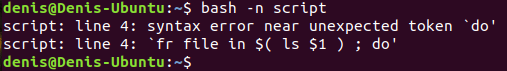 denis@Denis-Ubuntu:~$ bash -n script
script: line 4: syntax error near unexpected token `do'
script: line 4: `fr file in $( ls $1 ) ; do'
denis@Denis-Ubuntu:~$